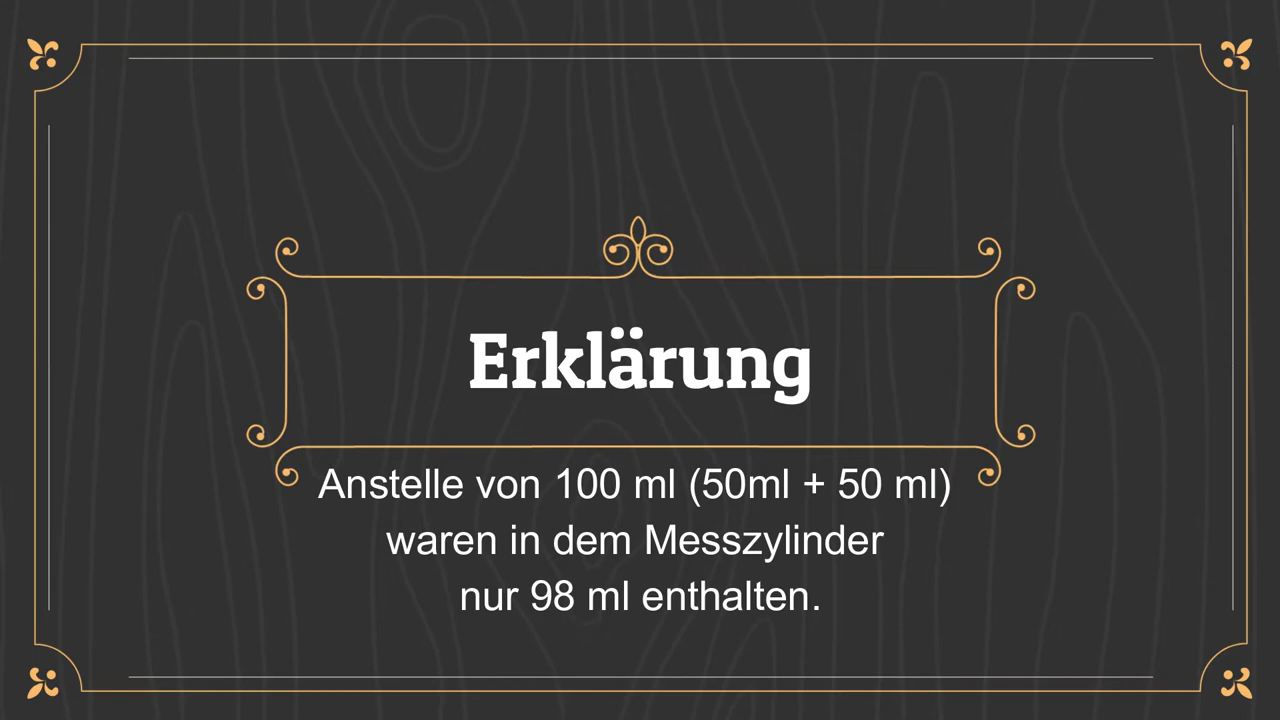 Erklärung
Anstelle von 100 ml (50ml + 50 ml)
waren in dem Messzylinder
nur 98 ml enthalten.